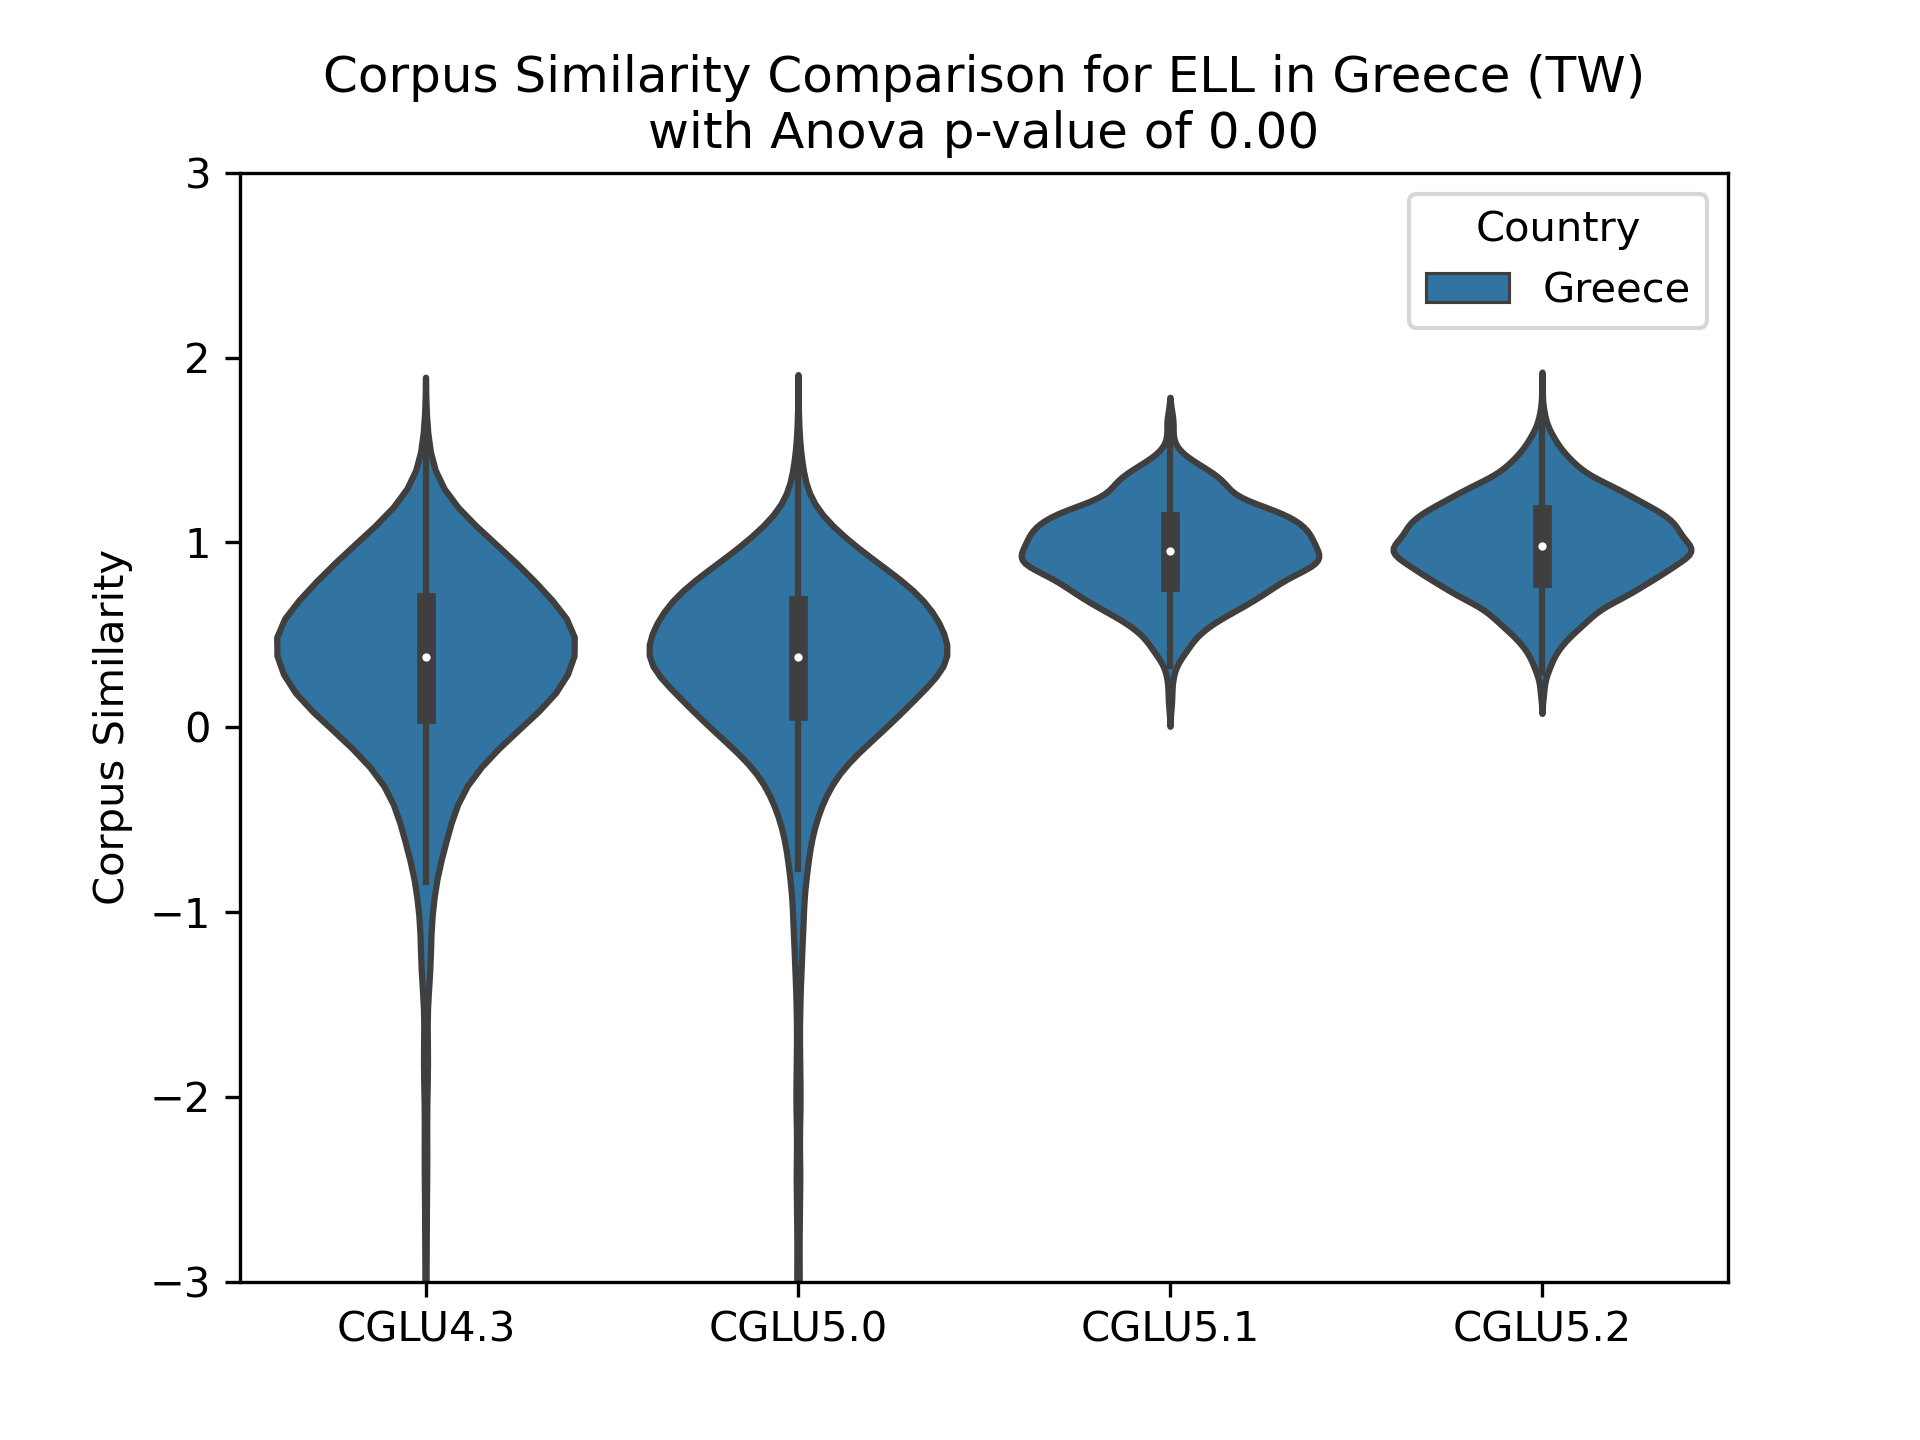 Corpus Similarity Comparison for ELL in Greece (TW)
with Anova p-value of 0.00
Country
Greece
Corpus Similarity
3
2
1
0
−1
−2
−3
CGLU4.3
CGLU5.0
CGLU5.1
CGLU5.2